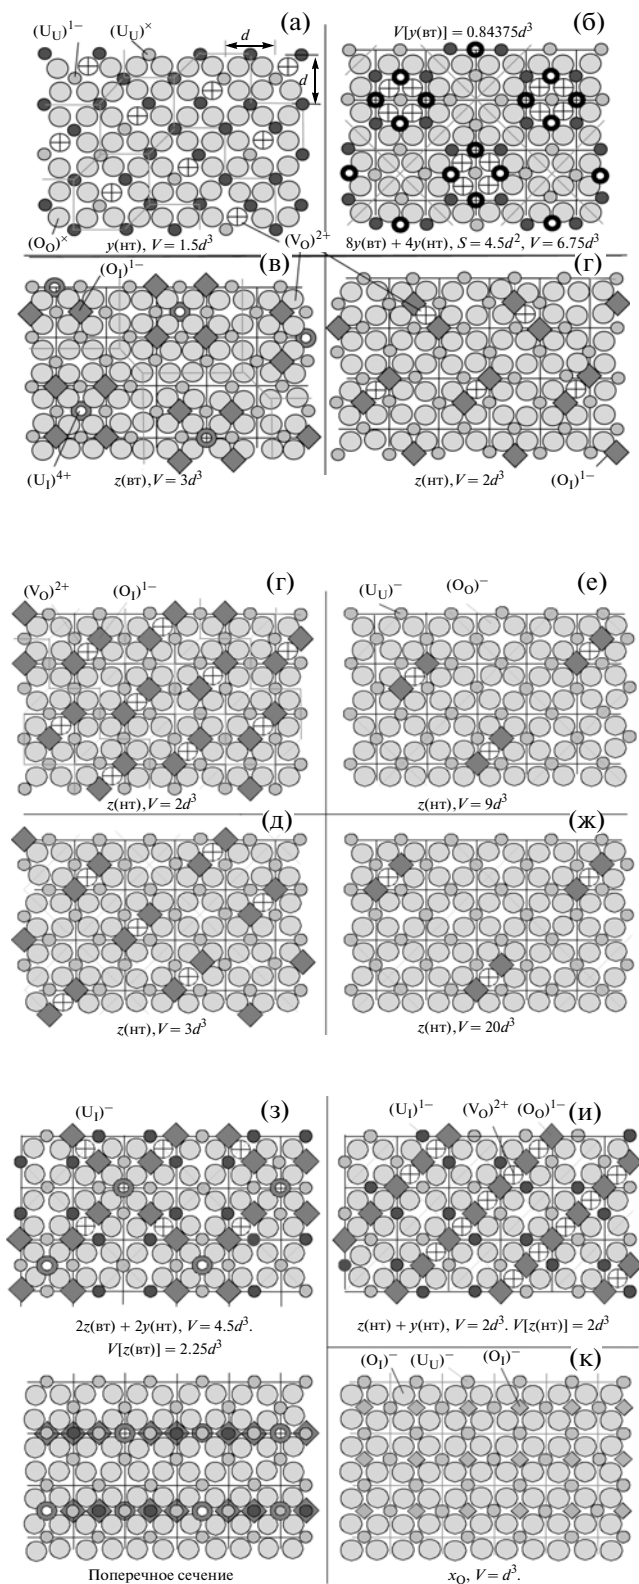 (а)
(U_U)^{1−} (U_U)^× d
d
(O_O)^× y(нт), V = 1.5d^3 (V_O)^{2+}
(б)
V[y(вт)] = 0.84375d^3
8y(вт) + 4y(нт), S = 4.5d^2, V = 6.75d^3
(в)
(O_I)^{1−}
(U_I)^{4+} z(вт), V = 3d^3
(г)
z(нт), V = 2d^3 (O_I)^{1−}
(V_O)^{2+} (O_I)^{1−} (г)
z(нт), V = 2d^3
(U_U)^− (O_O)^− (е)
z(нт), V = 9d^3
(д)
z(нт), V = 3d^3
(ж)
z(нт), V = 20d^3
(U_I)^− (з)
2z(вт) + 2y(нт), V = 4.5d^3.
V[z(вт)] = 2.25d^3
Поперечное сечение
(U_I)^{1−} (V_O)^{2+} (O_O)^{1−} (и)
z(нт) + y(нт), V = 2d^3. V[z(нт)] = 2d^3
(к)
(O_I)^− (U_U)^− (O_I)^−
x_O, V = d^3.